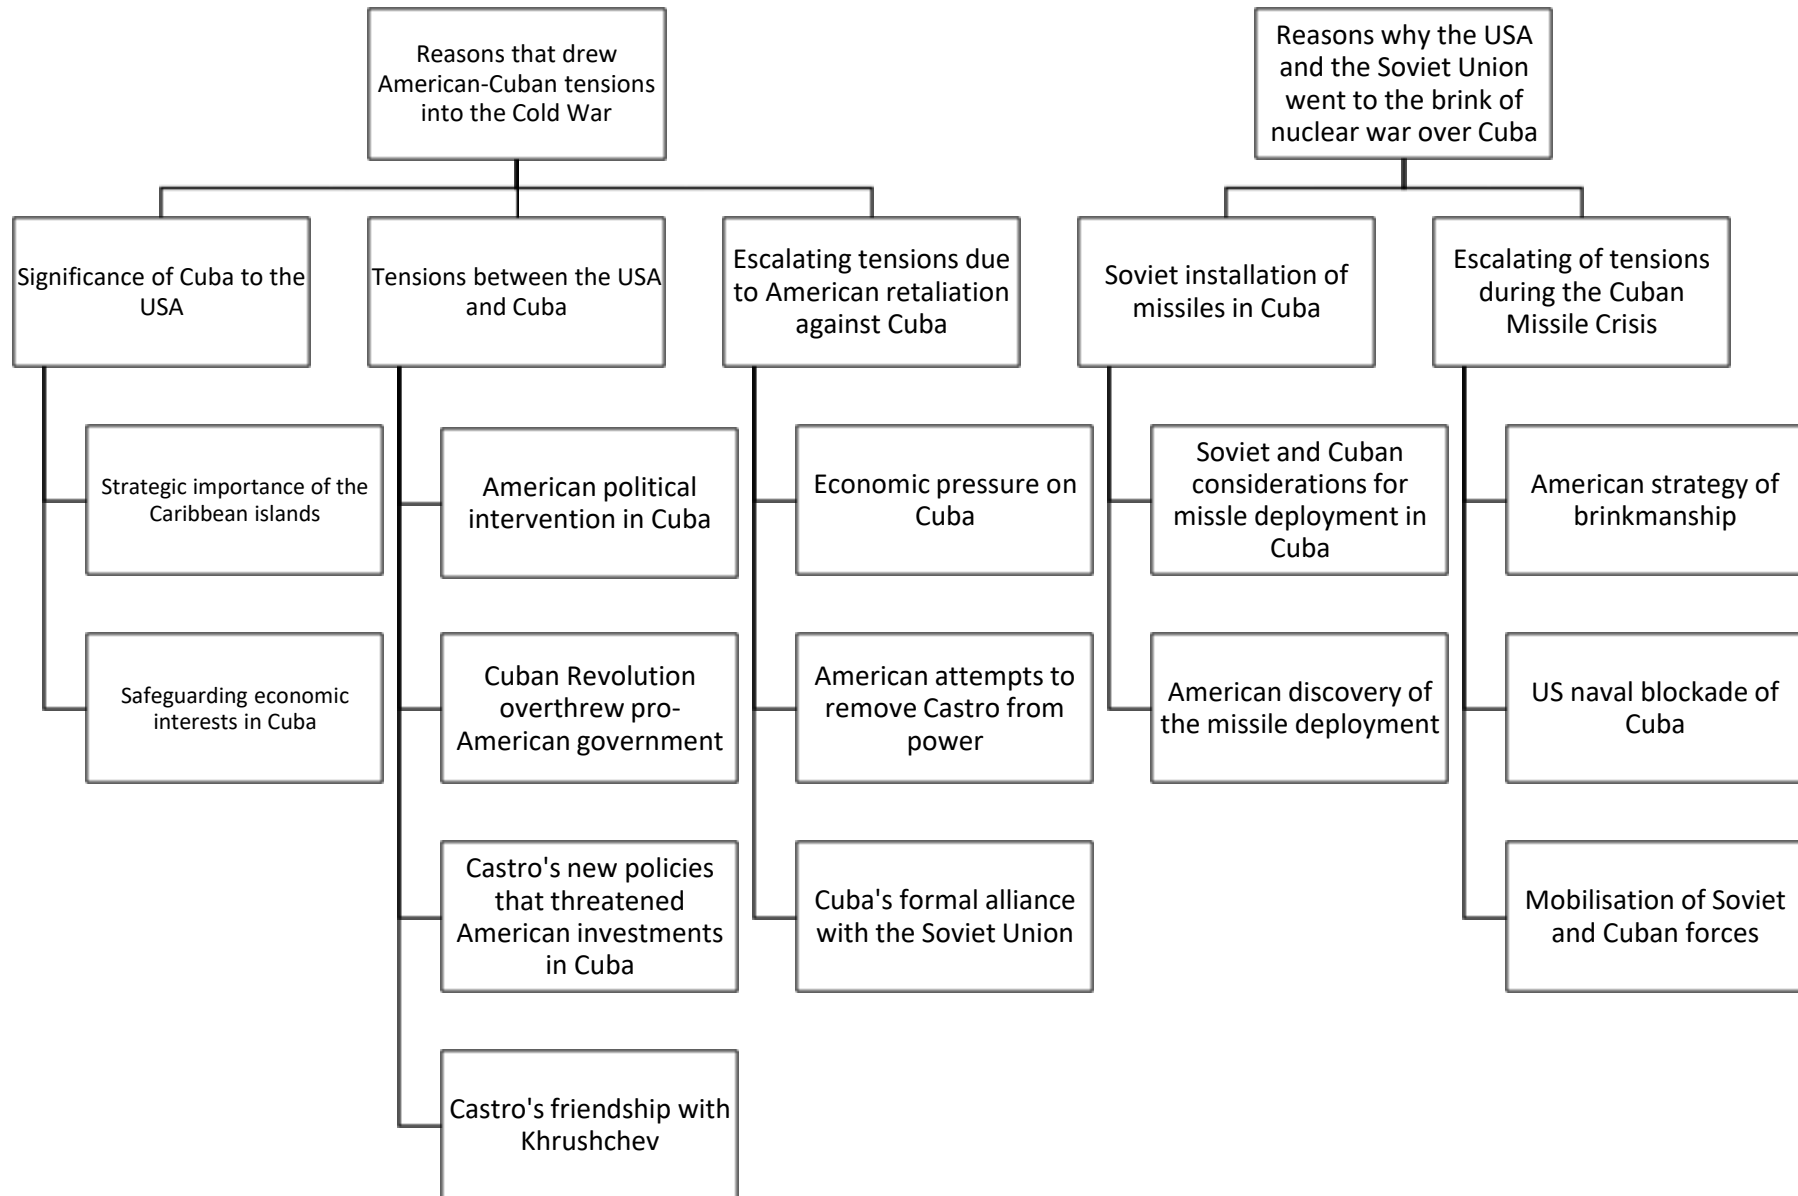 Reasons that drew
American-Cuban tensions
into the Cold War
Significance of Cuba to the
USA
Strategic importance of the
Caribbean islands
Safeguarding economic
interests in Cuba
Tensions between the USA
and Cuba
American political
intervention in Cuba
Cuban Revolution
overthrew pro-
American government
Castro's new policies
that threatened
American investments
in Cuba
Castro's friendship with
Khrushchev
Escalating tensions due
to American retaliation
against Cuba
Economic pressure on
Cuba
American attempts to
remove Castro from
power
Cuba's formal alliance
with the Soviet Union
Reasons why the USA
and the Soviet Union
went to the brink of
nuclear war over Cuba
Soviet installation of
missiles in Cuba
Soviet and Cuban
considerations for
missle deployment in
Cuba
American discovery of
the missile deployment
Escalating of tensions
during the Cuban
Missile Crisis
American strategy of
brinkmanship
US naval blockade of
Cuba
Mobilisation of Soviet
and Cuban forces